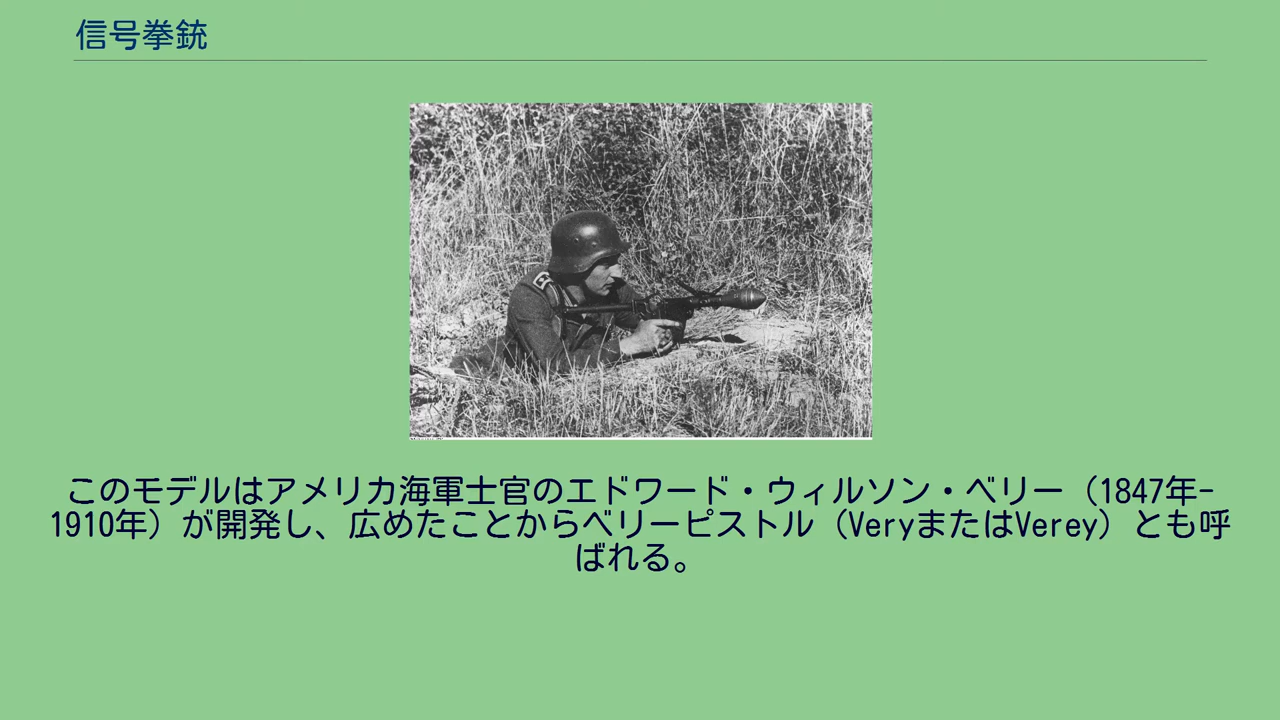 信号拳銃
このモデルはアメリカ海軍士官のエドワード・ウィルソン・ベリー（1847年-
1910年）が開発し、広めたことからベリーピストル（VeryまたはVerey）とも呼
ばれる。